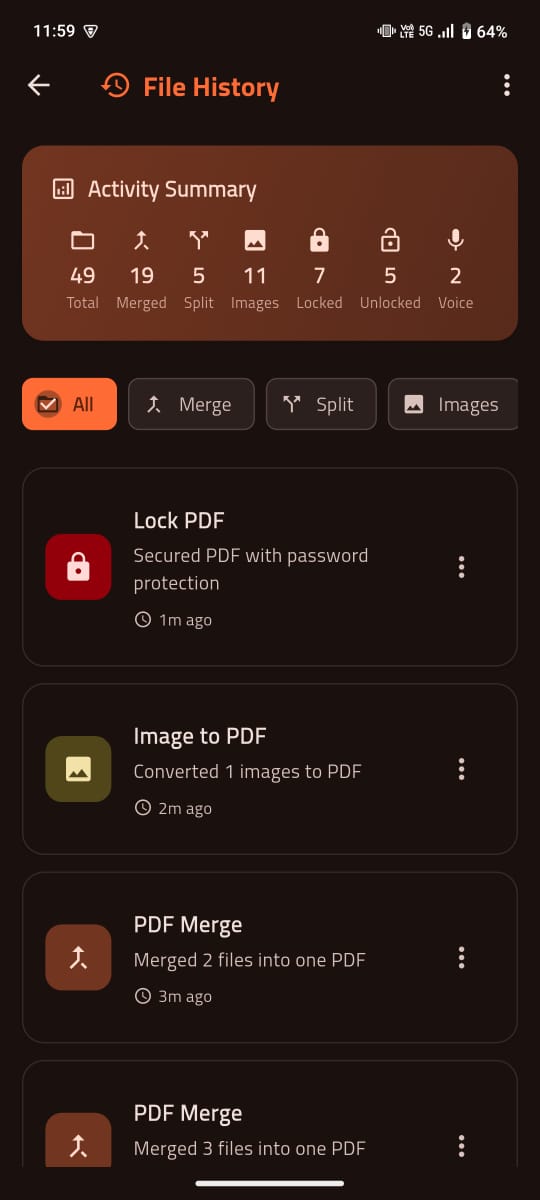 11:59 Vo) LTE 5G 64%
File History
Activity Summary
49 19 5 11 7 5 2
Total Merged Split Images Locked Unlocked Voice
All Merge Split Images
Lock PDF
Secured PDF with password
protection
1m ago
Image to PDF
Converted 1 images to PDF
2m ago
PDF Merge
Merged 2 files into one PDF
3m ago
PDF Merge
Merged 3 files into one PDF